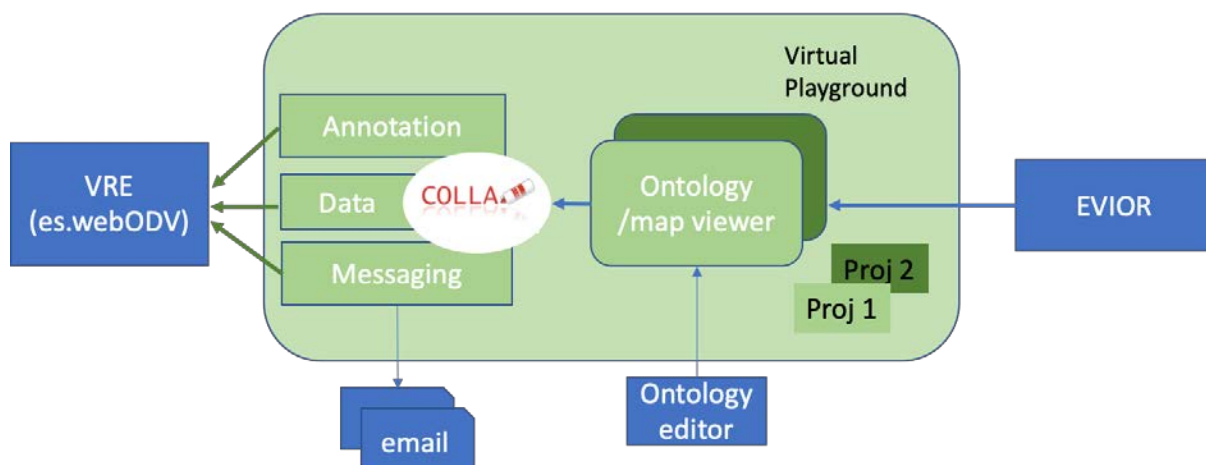 Virtual
Playground
Annotation
VRE
(es.webODV)
Data
COLLA
Ontology
/map viewer
EVIOR
Messaging
Proj 2
Proj 1
Ontology
editor
email